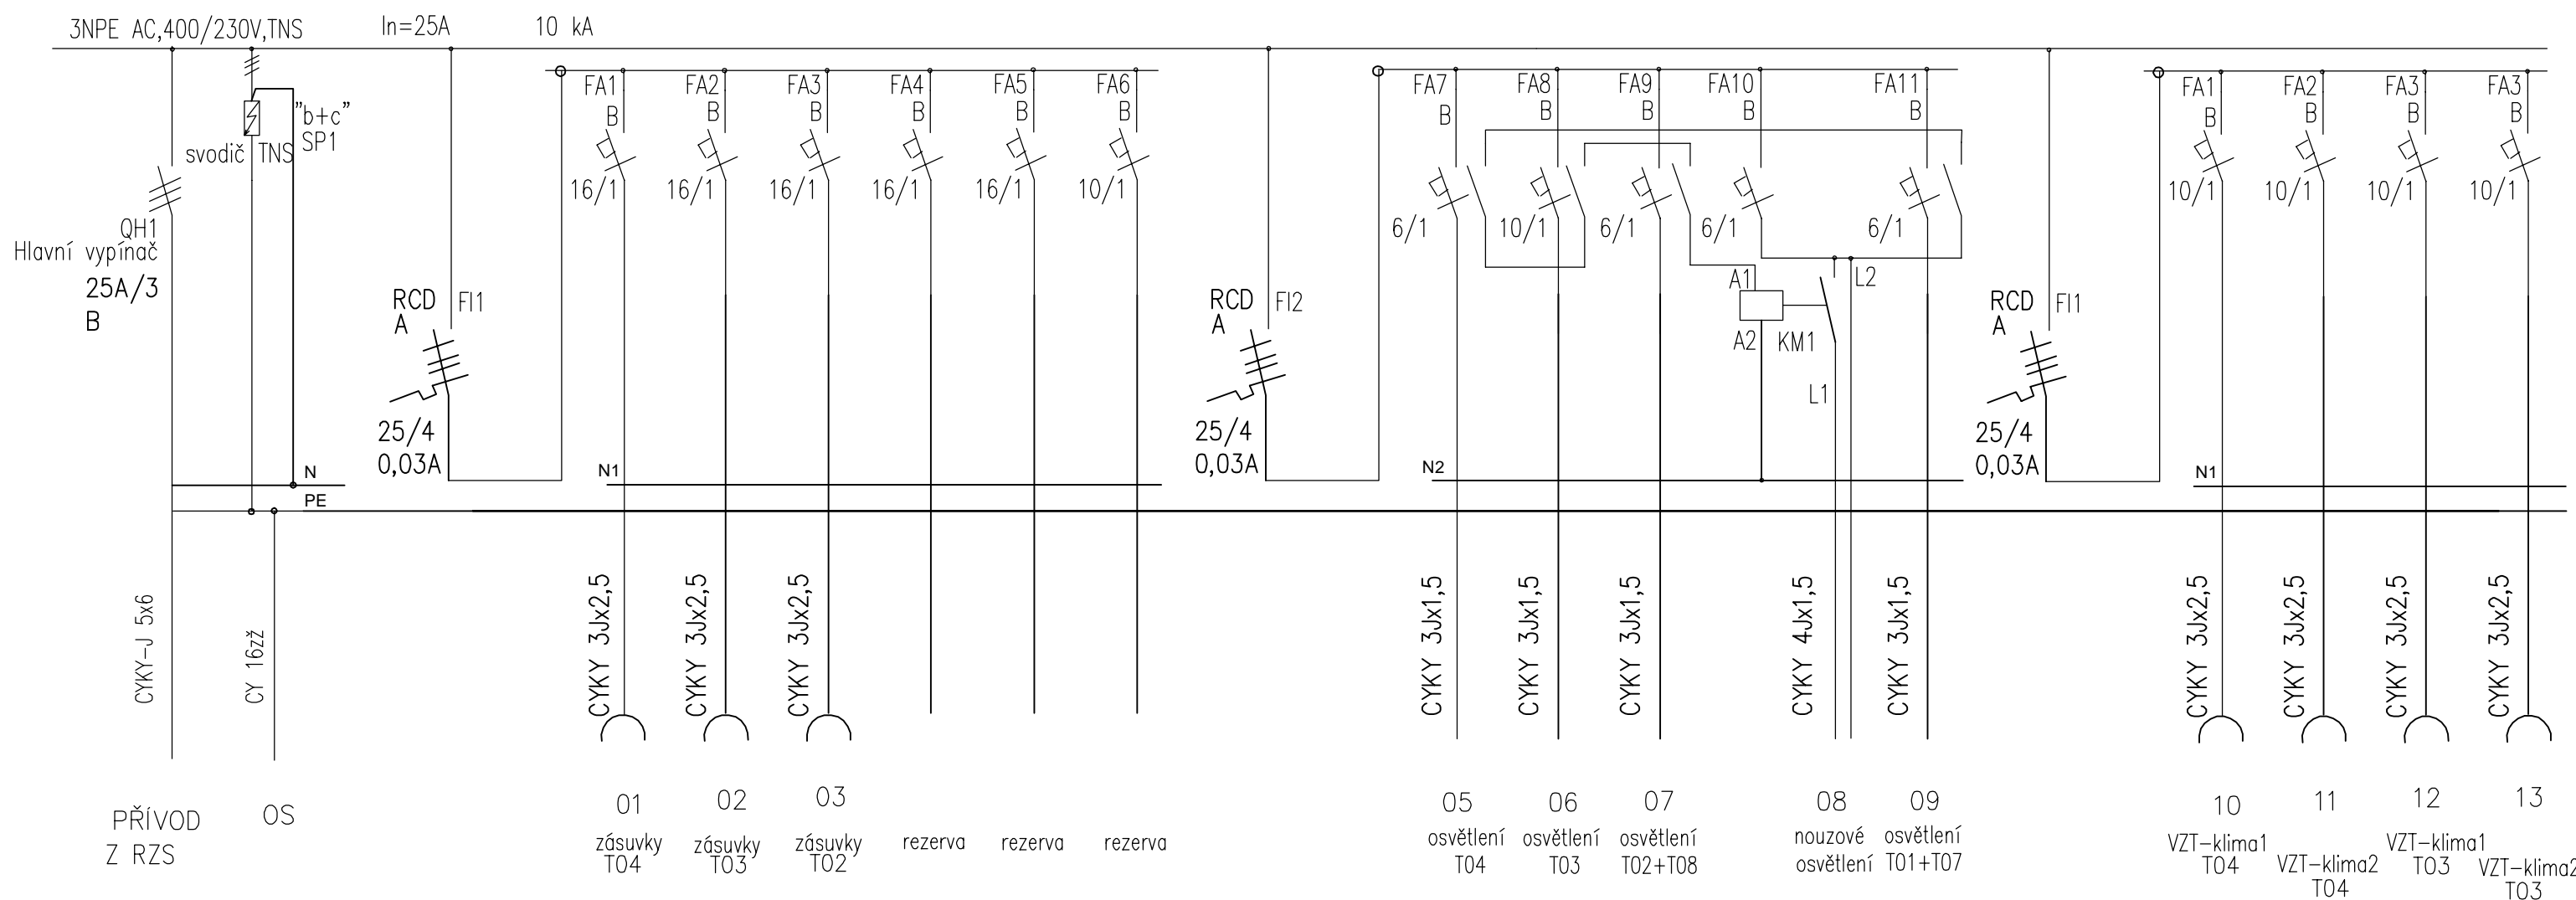 3NPE AC,400/230V,TNS
In=25A
10 kA
"b+c"
SP1
svodič TNS
QH1
Hlavní vypínač
25A/3
B
N
PE
CYKY-J 5x6
CY 16zž
PŘÍVOD
Z RZS
OS
RCD
A
FI1
25/4
0,03A
FA1
B
16/1
FA2
B
16/1
FA3
B
16/1
FA4
B
16/1
FA5
B
16/1
FA6
B
10/1
N1
CYKY 3Jx2,5
CYKY 3Jx2,5
CYKY 3Jx2,5
01
zásuvky
T04
02
zásuvky
T03
03
zásuvky
T02
rezerva
rezerva
rezerva
RCD
A
FI2
25/4
0,03A
FA7
B
6/1
FA8
B
10/1
FA9
B
6/1
FA10
B
6/1
FA11
B
6/1
A1
A2
KM1
L2
L1
N2
CYKY 3Jx1,5
CYKY 3Jx1,5
CYKY 3Jx1,5
CYKY 4Jx1,5
CYKY 3Jx1,5
05
osvětlení
T04
06
osvětlení
T03
07
osvětlení
T02+T08
08
nouzové
osvětlení
09
osvětlení
T01+T07
RCD
A
FI1
25/4
0,03A
FA1
B
10/1
FA2
B
10/1
FA3
B
10/1
FA3
B
10/1
N1
CYKY 3Jx2,5
CYKY 3Jx2,5
CYKY 3Jx2,5
CYKY 3Jx2,5
10
VZT-klima1
T04
11
VZT-klima2
T04
12
VZT-klima1
T03
13
VZT-klima2
T03